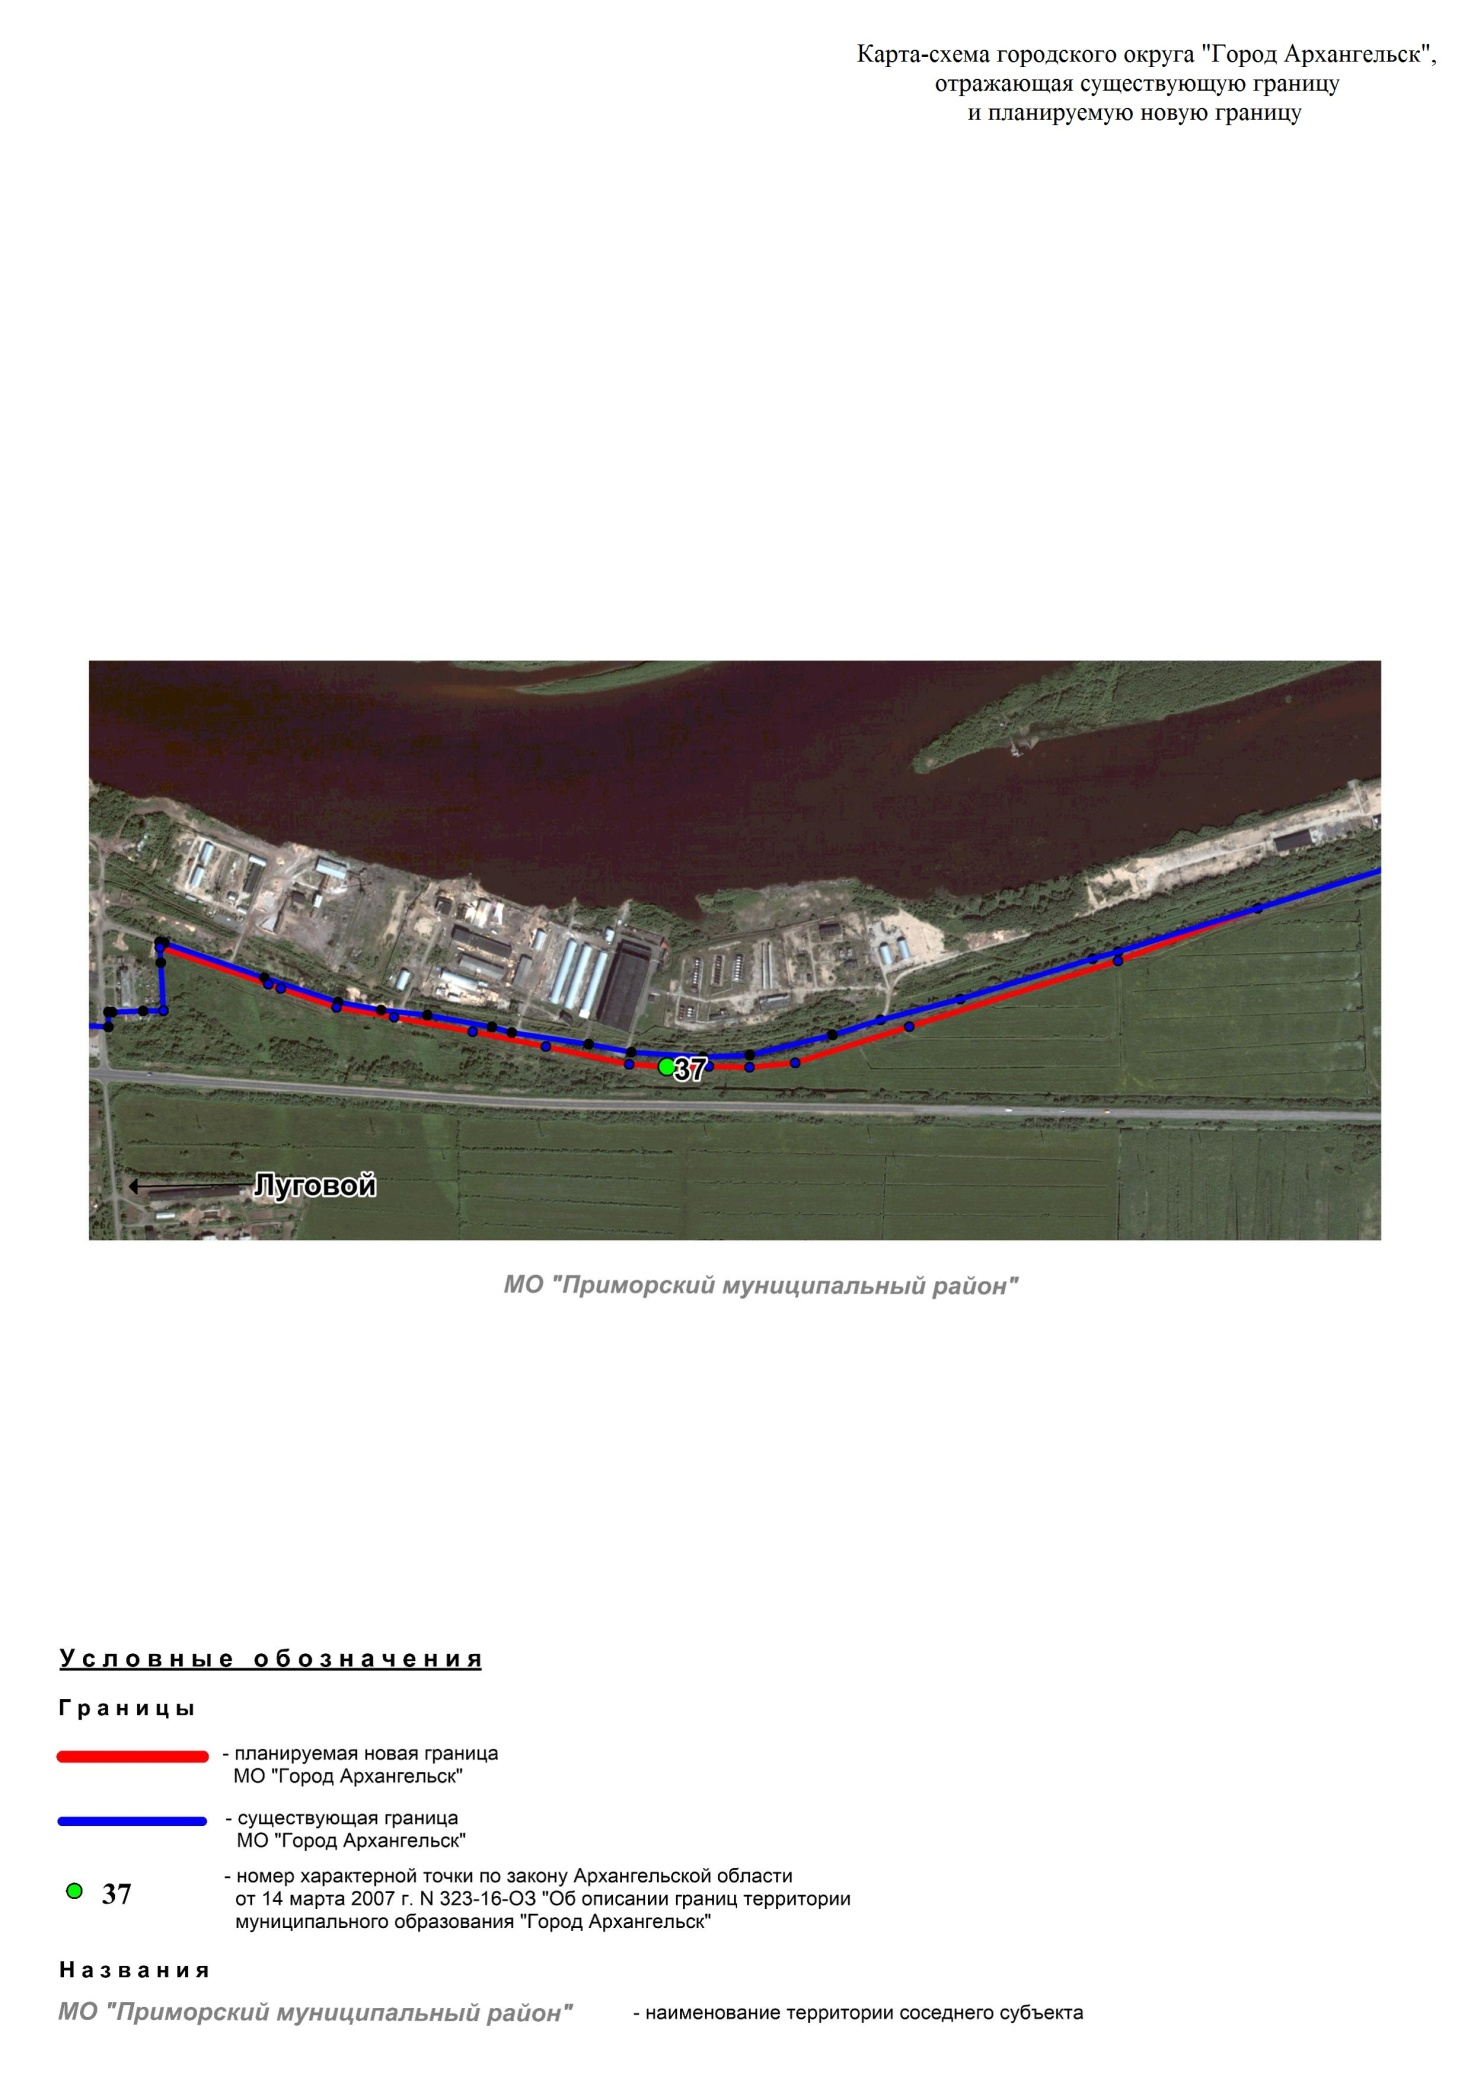 Карта-схема городского округа "Город Архангельск",
отражающая существующую границу
и планируемую новую границу
37
Луговой
МО "Приморский муниципальный район"
Условные обозначения
Границы
- планируемая новая граница
МО "Город Архангельск"
- существующая граница
МО "Город Архангельск"
37 - номер характерной точки по закону Архангельской области
от 14 марта 2007 г. N 323-16-ОЗ "Об описании границ территории
муниципального образования "Город Архангельск"
Названия
МО "Приморский муниципальный район" - наименование территории соседнего субъекта